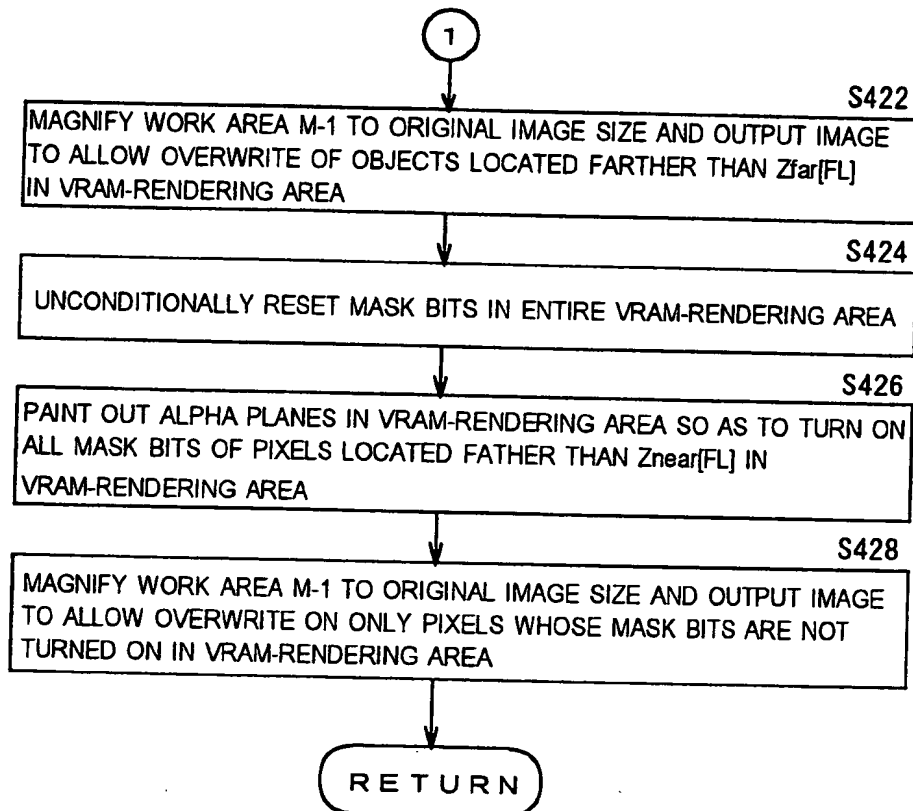 1
S422
MAGNIFY WORK AREA M-1 TO ORIGINAL IMAGE SIZE AND OUTPUT IMAGE
TO ALLOW OVERWRITE OF OBJECTS LOCATED FARTHER THAN Zfar[FL]
IN VRAM-RENDERING AREA
S424
UNCONDITIONALLY RESET MASK BITS IN ENTIRE VRAM-RENDERING AREA
S426
PAINT OUT ALPHA PLANES IN VRAM-RENDERING AREA SO AS TO TURN ON
ALL MASK BITS OF PIXELS LOCATED FATHER THAN Znear[FL] IN
VRAM-RENDERING AREA
S428
MAGNIFY WORK AREA M-1 TO ORIGINAL IMAGE SIZE AND OUTPUT IMAGE
TO ALLOW OVERWRITE ON ONLY PIXELS WHOSE MASK BITS ARE NOT
TURNED ON IN VRAM-RENDERING AREA
RETURN